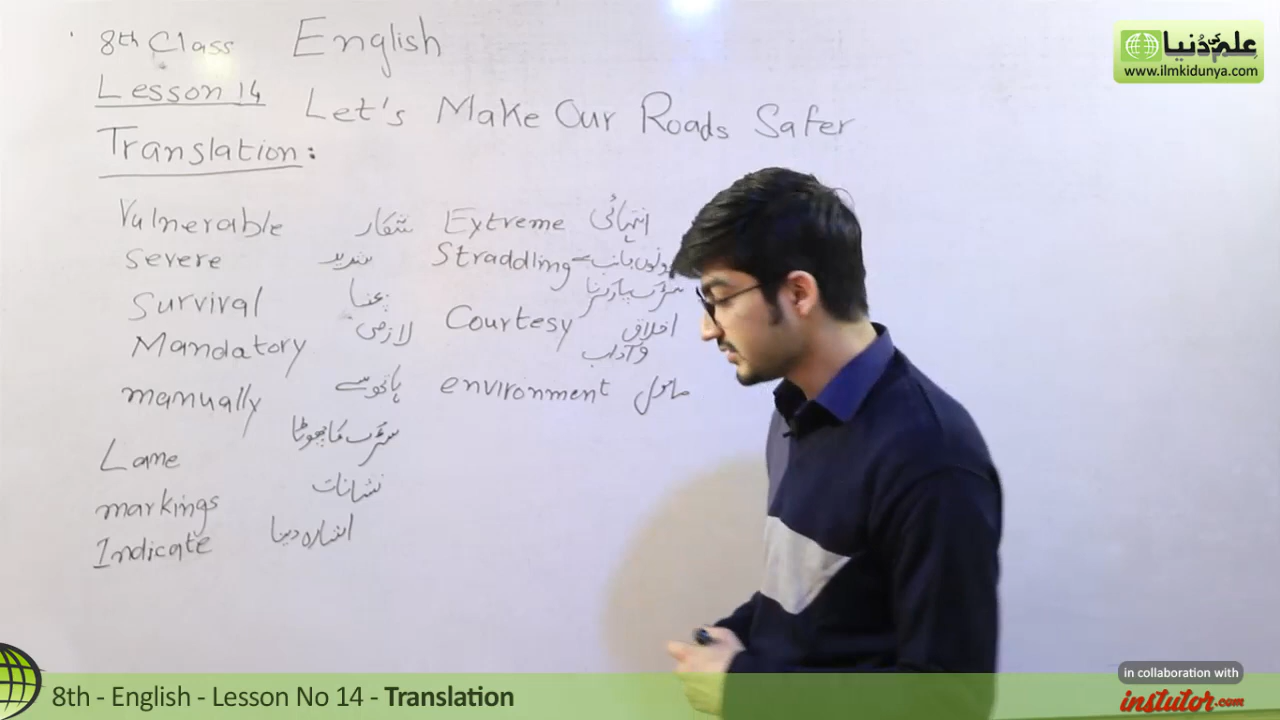 8th Class English
Lesson 14 Let's Make Our Roads Safer
Translation:
Vulnerable شکار
Severe شدید
Survival بچنا
Mandatory لازمی
manually ہاتھ سے
Lame سڑک کا چھوٹا
markings نشانات
Indicate اشارہ دینا
Extreme انتہائی
Straddling دونوں جانب سے
سڑک پار کرنا
Courtesy اخلاق
و آداب
environment ماحول
علم کی دُنیا
www.ilmkidunya.com
8th - English - Lesson No 14 - Translation
in collaboration with
instutor.com